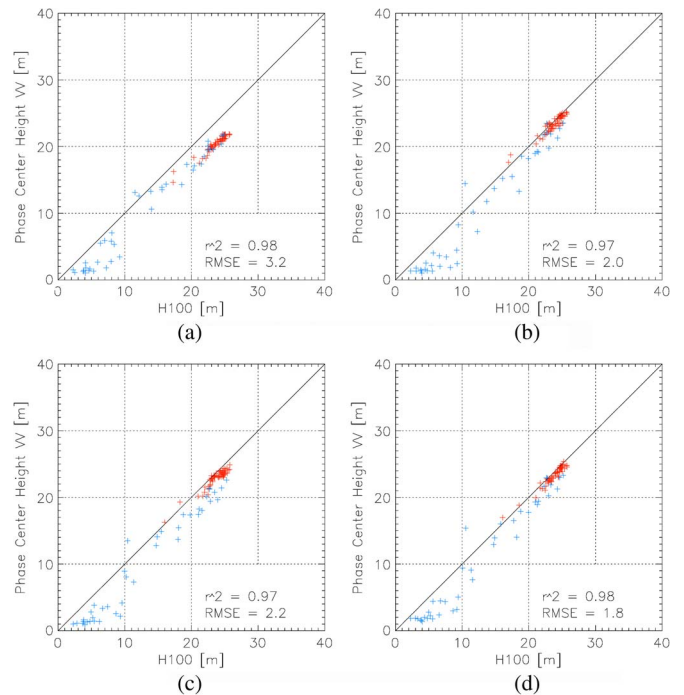 40
30
20
10
0
Phase Center Height VV [m]
r^2 = 0.98
RMSE = 3.2
0 10 20 30 40
H100 [m]
(a)
40
30
20
10
0
Phase Center Height VV [m]
r^2 = 0.97
RMSE = 2.0
0 10 20 30 40
H100 [m]
(b)
40
30
20
10
0
Phase Center Height VV [m]
r^2 = 0.97
RMSE = 2.2
0 10 20 30 40
H100 [m]
(c)
40
30
20
10
0
Phase Center Height VV [m]
r^2 = 0.98
RMSE = 1.8
0 10 20 30 40
H100 [m]
(d)